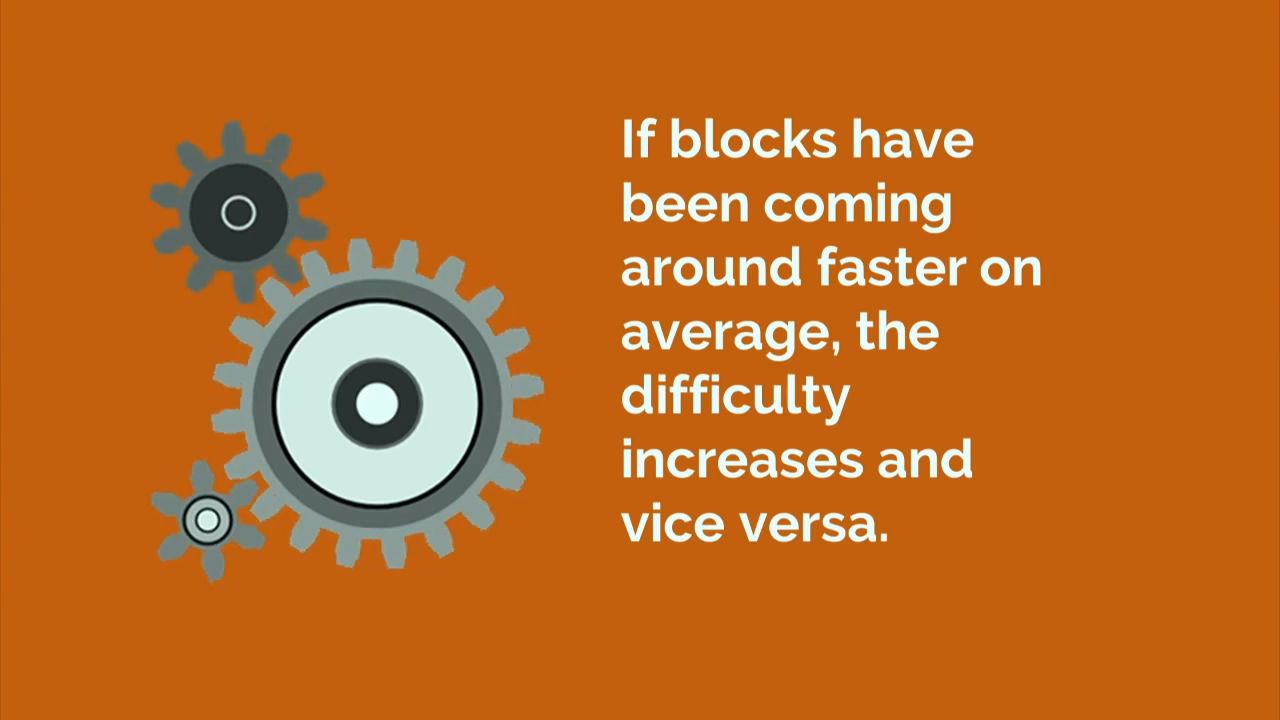 If blocks have
been coming
around faster on
average, the
difficulty
increases and
vice versa.